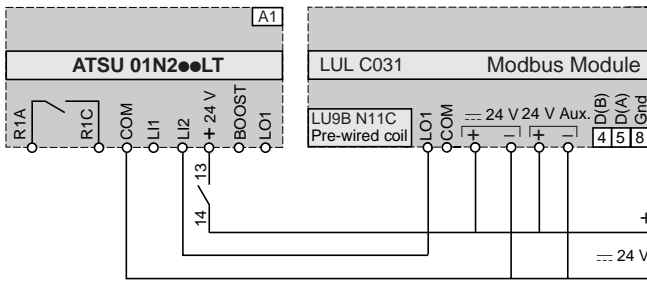 A1
ATSU 01N2●●LT
LUL C031 Modbus Module
R1A R1C COM LI1 LI2 + 24 V BOOST LO1
LU9B N11C
Pre-wired coil
LO1 COM ⎓ 24 V 24 V Aux. D(B) D(A) Gnd
+ – + – 4 5 8
13
14
+
⎓ 24 V